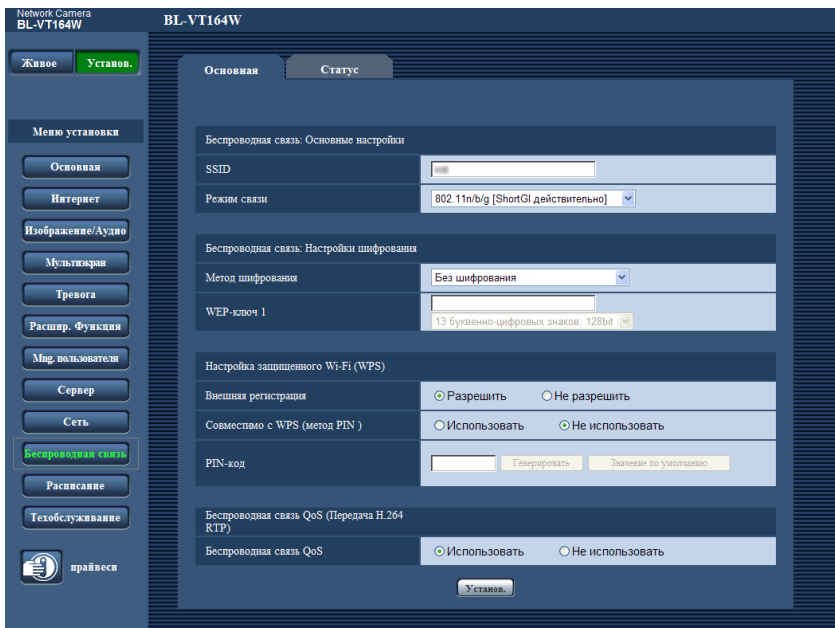 Network Camera
BL-VT164W
BL-VT164W
Живое
Установ.
Основная
Статус
Меню установки
Основная
Интернет
Изображение/Аудио
Мультиэкран
Тревога
Расшир. Функция
Mng. пользователя
Сервер
Сеть
Беспроводная связь
Расписание
Техобслуживание
прайвеси
Беспроводная связь: Основные настройки
SSID
Режим связи
802.11n/b/g [ShortGI действительно]
Беспроводная связь: Настройки шифрования
Метод шифрования
Без шифрования
WEP-ключ 1
13 буквенно-цифровых знаков: 128bit
Настройка защищенного Wi-Fi (WPS)
Внешняя регистрация
Разрешить
Не разрешить
Совместимо с WPS (метод PIN )
Использовать
Не использовать
PIN-код
Генерировать
Значение по умолчанию
Беспроводная связь QoS (Передача H.264
RTP)
Беспроводная связь QoS
Использовать
Не использовать
Установ.